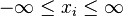 −∞ ≤ xᵢ ≤ ∞